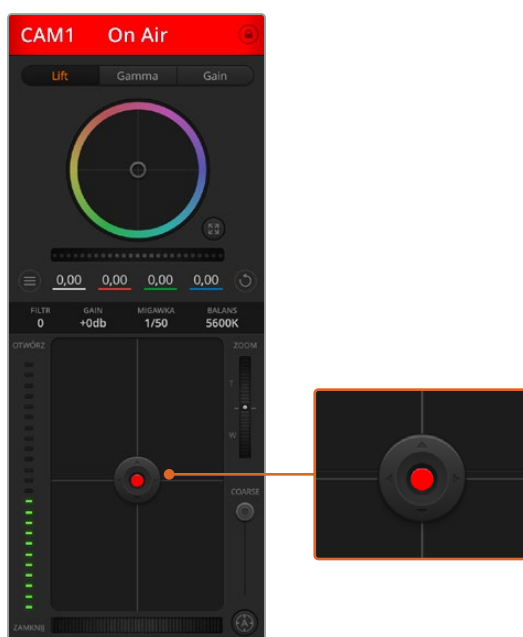 CAM1 On Air
Lift Gamma Gain
0,00 0,00 0,00 0,00
FILTR GAIN MIGAWKA BALANS
0 +0db 1/50 5600K
OTWÓRZ ZOOM
T
W
COARSE
ZAMKNIJ A